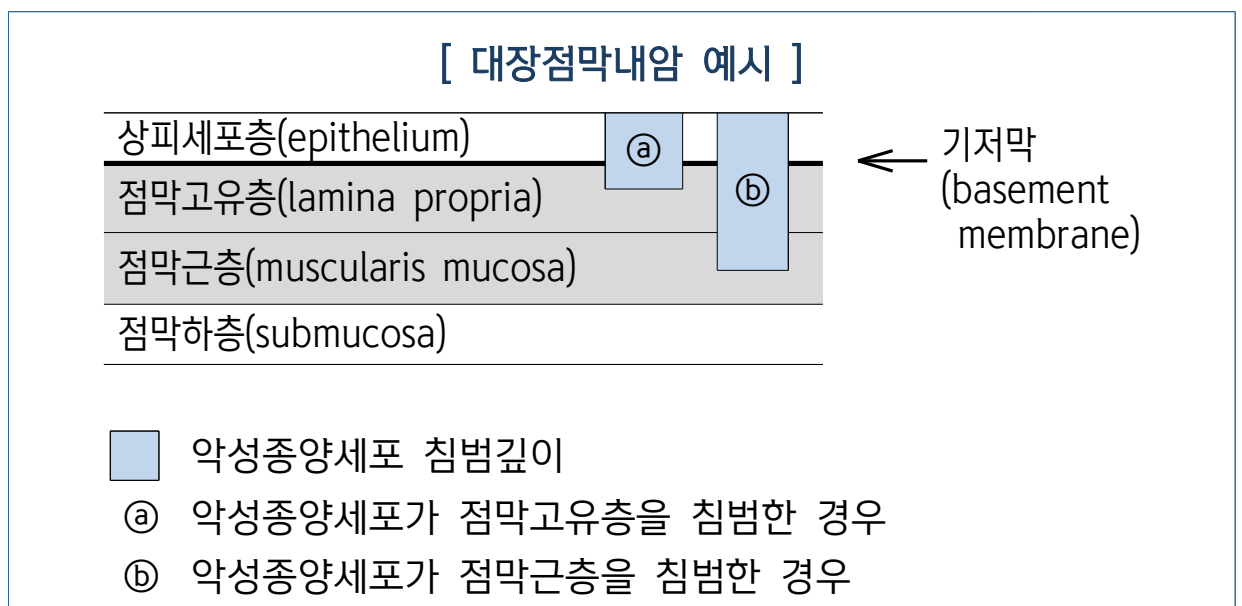 [ 대장점막내암 예시 ]
상피세포층(epithelium)
ⓐ
기저막
(basement
membrane)
점막고유층(lamina propria)
ⓑ
점막근층(muscularis mucosa)
점막하층(submucosa)
악성종양세포 침범깊이
ⓐ 악성종양세포가 점막고유층을 침범한 경우
ⓑ 악성종양세포가 점막근층을 침범한 경우